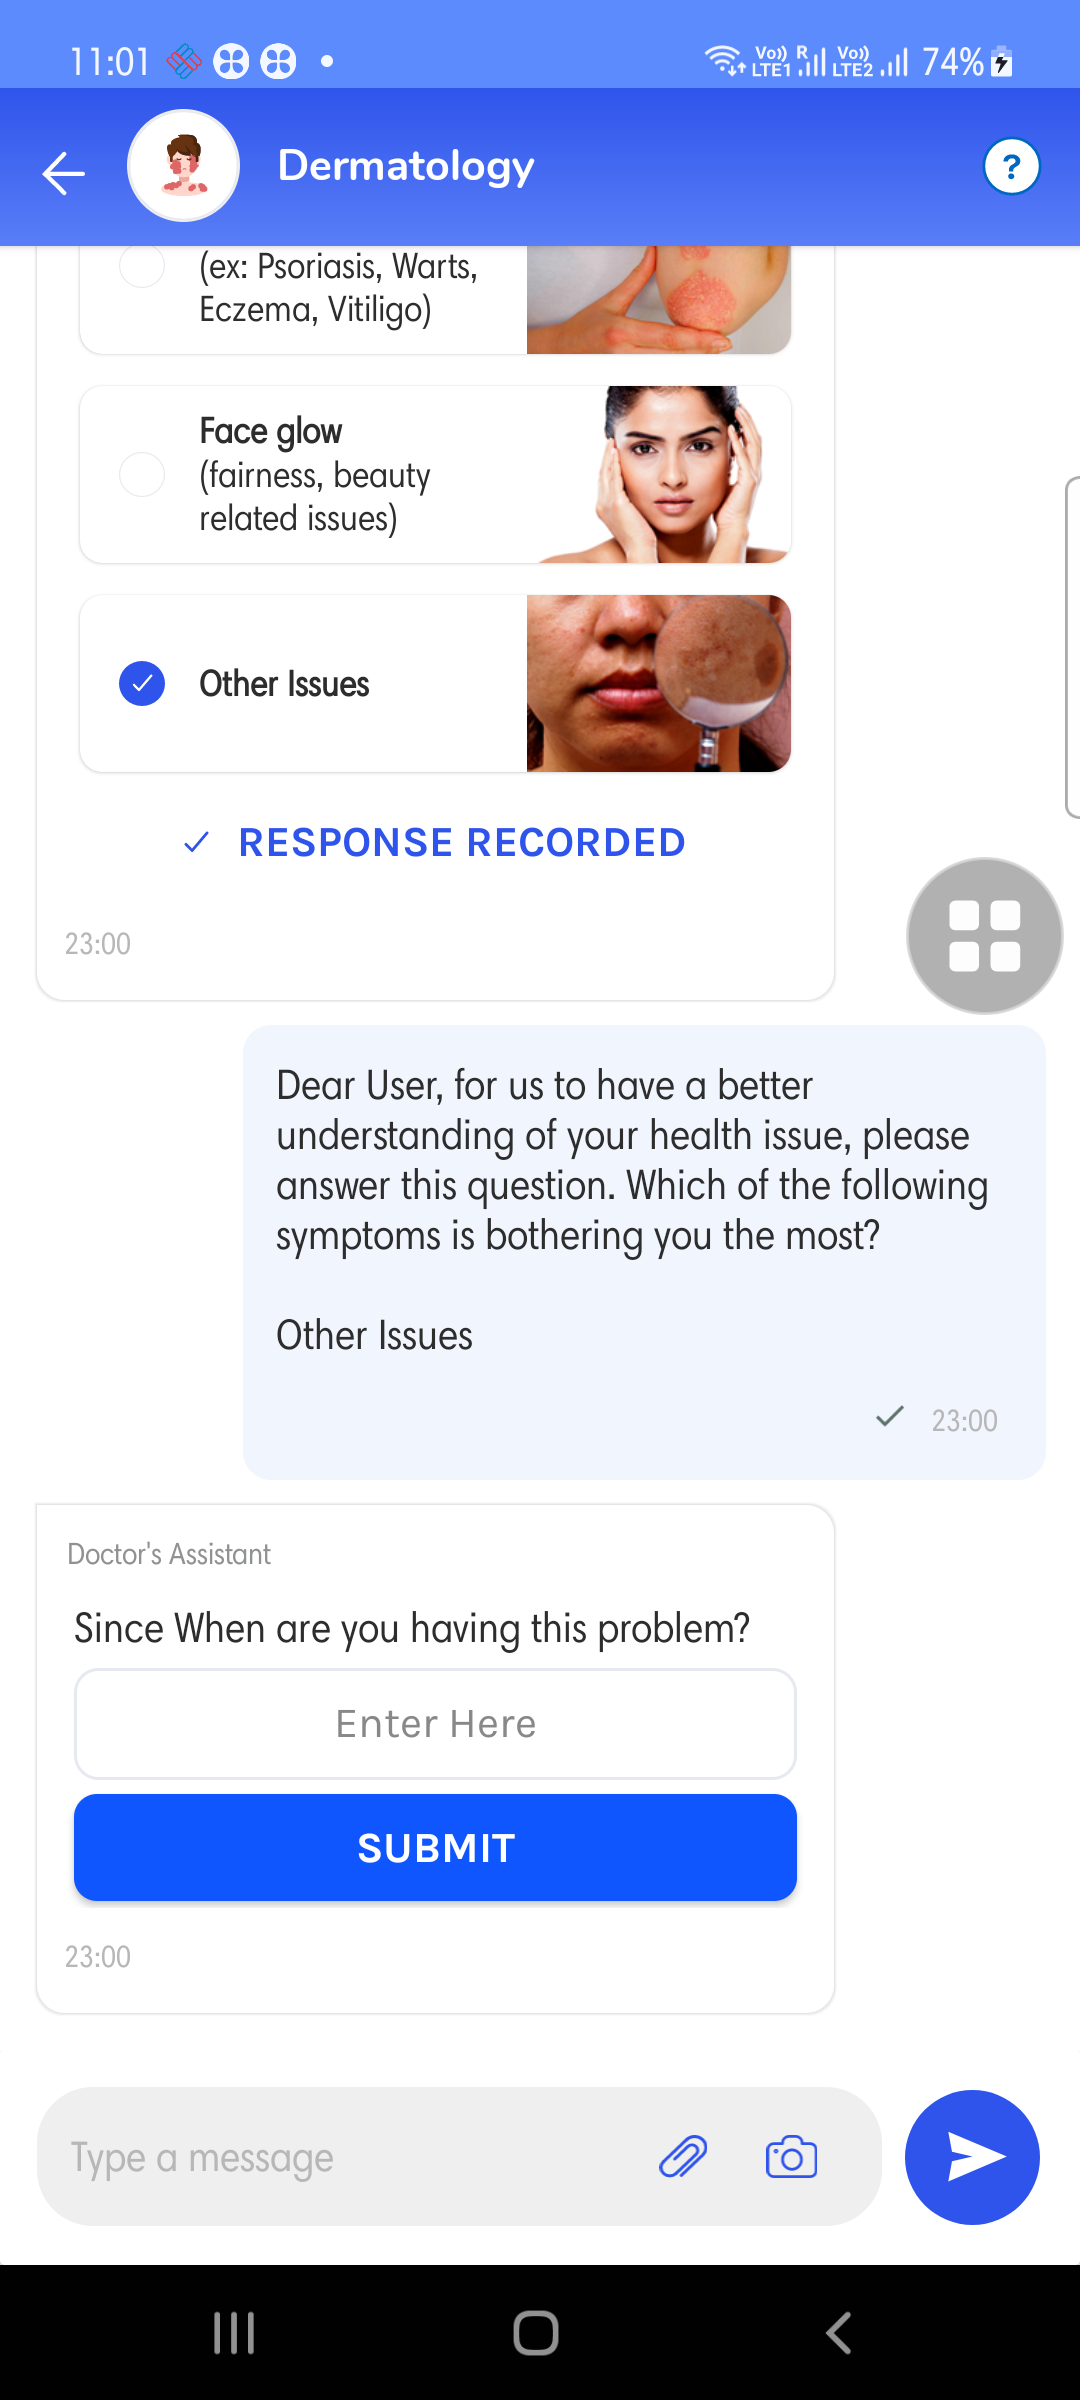 11:01
Vo)) R Vo))
LTE1 LTE2 74%
Dermatology
?
(ex: Psoriasis, Warts,
Eczema, Vitiligo)
Face glow
(fairness, beauty
related issues)
Other Issues
RESPONSE RECORDED
23:00
Dear User, for us to have a better
understanding of your health issue, please
answer this question. Which of the following
symptoms is bothering you the most?
Other Issues
23:00
Doctor's Assistant
Since When are you having this problem?
Enter Here
SUBMIT
23:00
Type a message